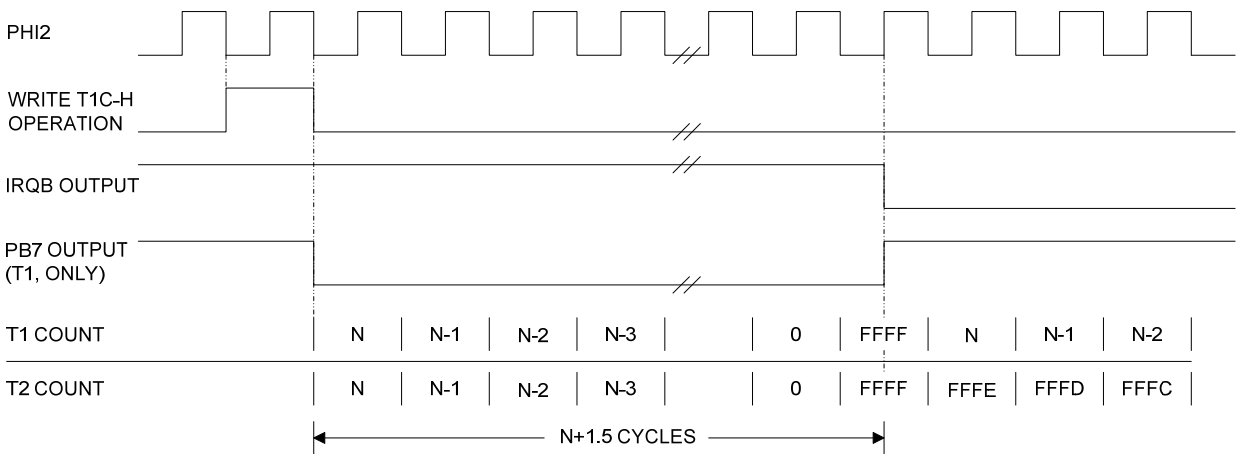 PHI2
WRITE T1C-H
OPERATION
IRQB OUTPUT
PB7 OUTPUT
(T1, ONLY)
T1 COUNT N N-1 N-2 N-3 0 FFFF N N-1 N-2
T2 COUNT N N-1 N-2 N-3 0 FFFF FFFE FFFD FFFC
N+1.5 CYCLES